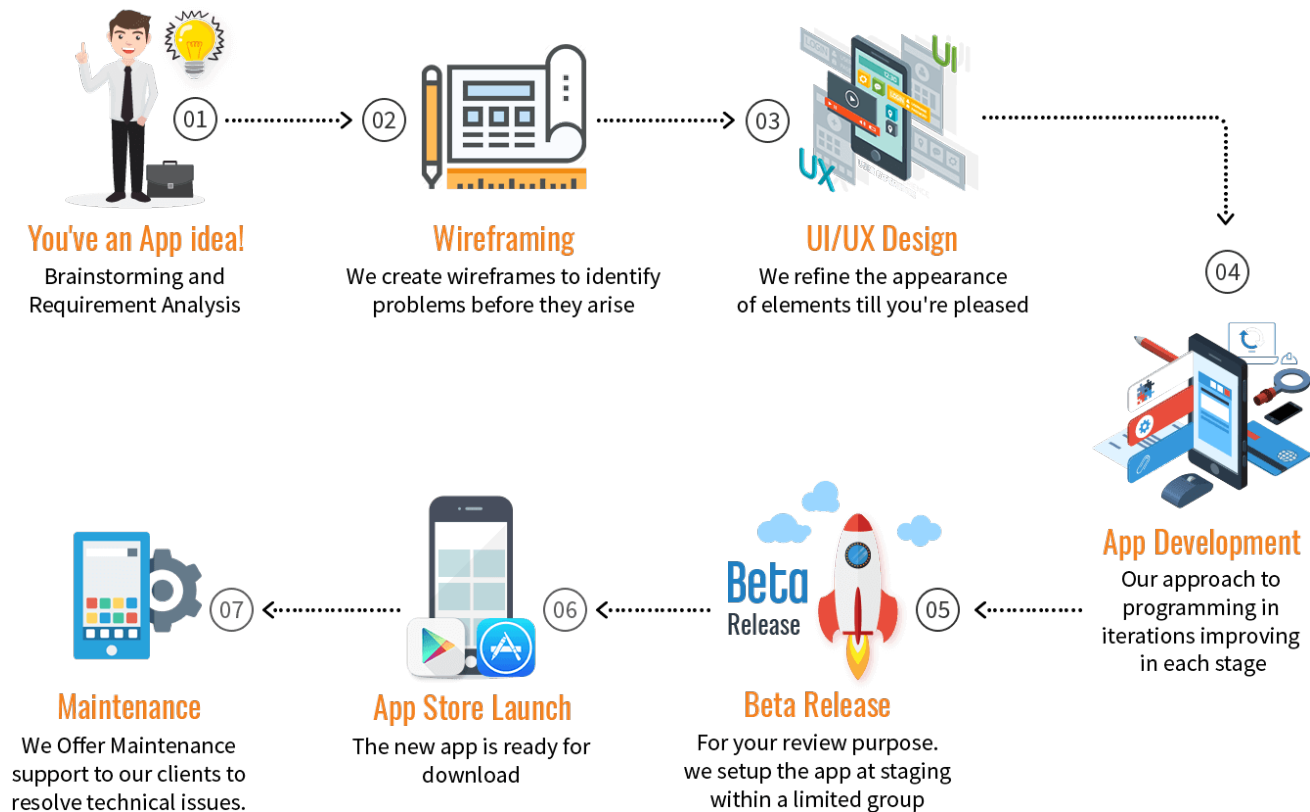 01
02
03
LOGIN
UI
UX
You've an App idea!
Brainstorming and
Requirement Analysis
Wireframing
We create wireframes to identify
problems before they arise
UI/UX Design
We refine the appearance
of elements till you're pleased
04
App Development
Our approach to
programming in
iterations improving
in each stage
07
06
Beta
Release
05
Maintenance
We Offer Maintenance
support to our clients to
resolve technical issues.
App Store Launch
The new app is ready for
download
Beta Release
For your review purpose.
we setup the app at staging
within a limited group